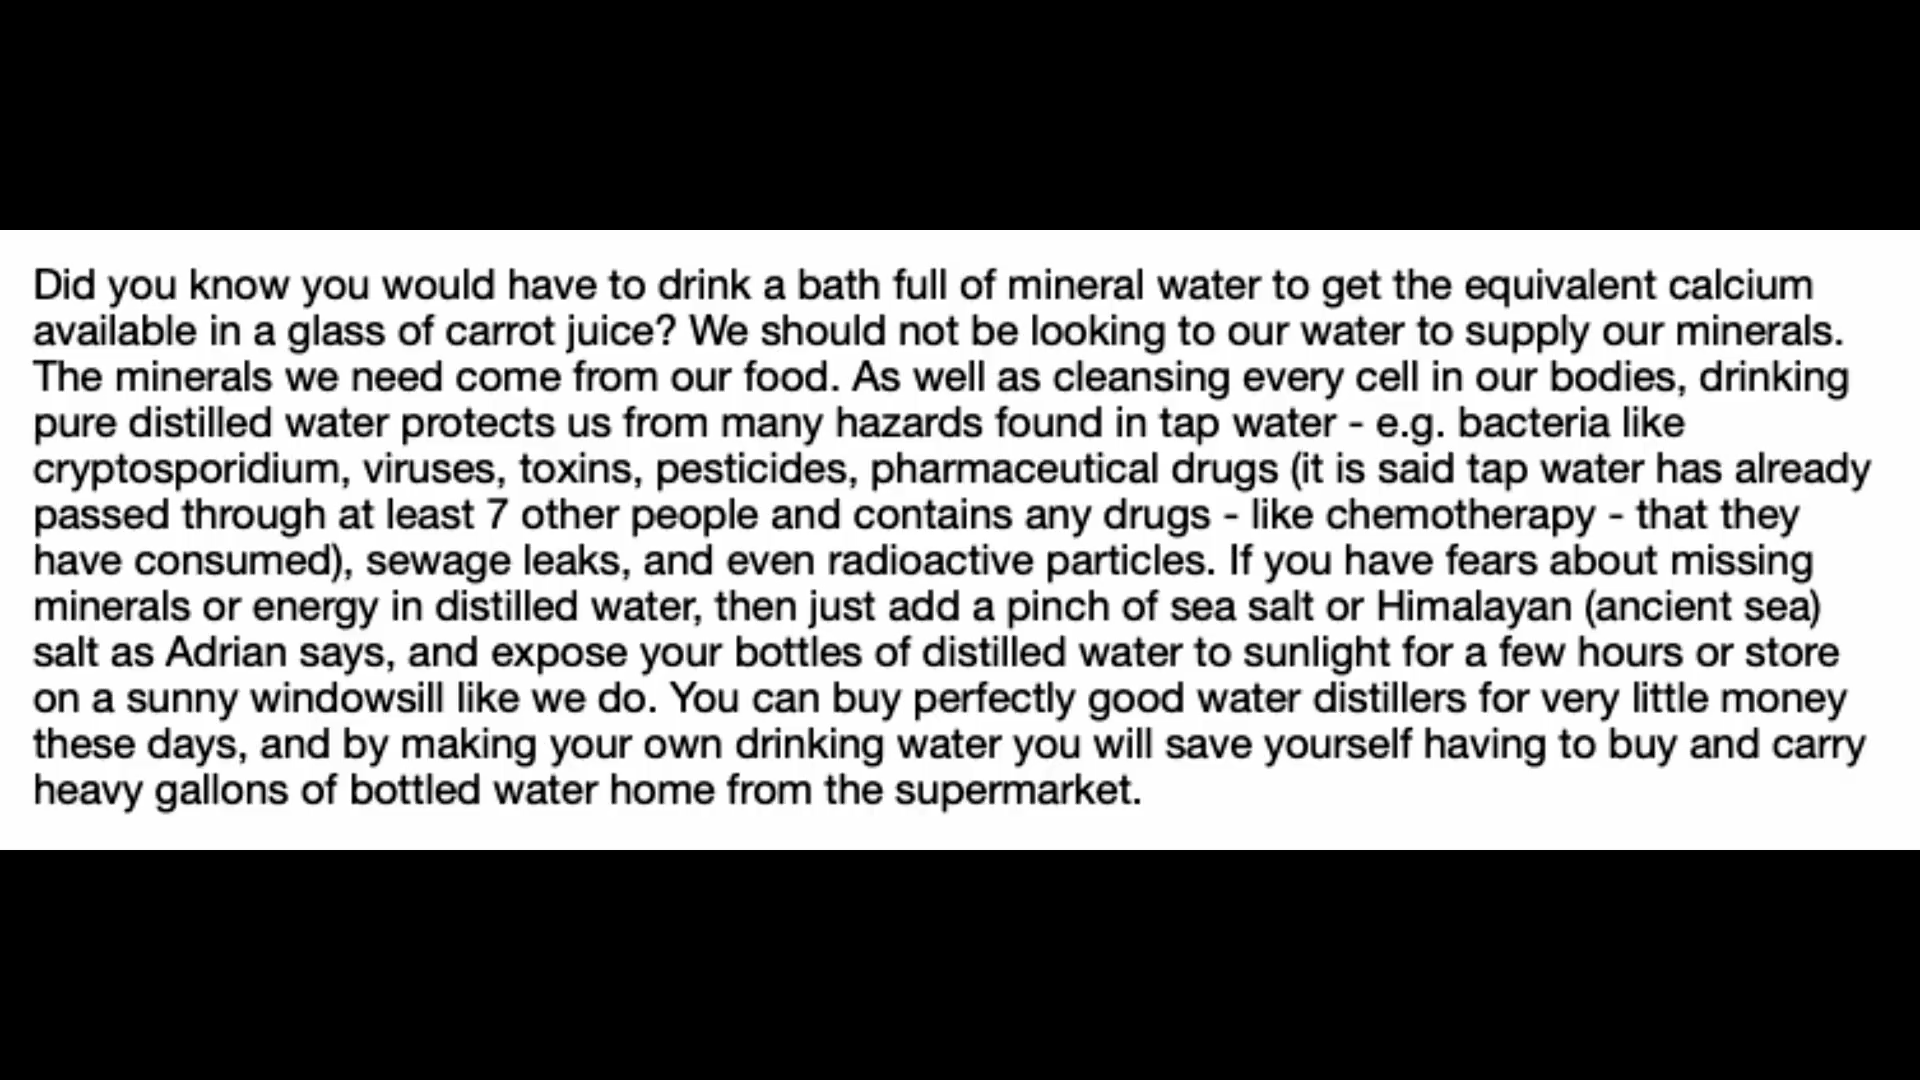 Did you know you would have to drink a bath full of mineral water to get the equivalent calcium
available in a glass of carrot juice? We should not be looking to our water to supply our minerals.
The minerals we need come from our food. As well as cleansing every cell in our bodies, drinking
pure distilled water protects us from many hazards found in tap water - e.g. bacteria like
cryptosporidium, viruses, toxins, pesticides, pharmaceutical drugs (it is said tap water has already
passed through at least 7 other people and contains any drugs - like chemotherapy - that they
have consumed), sewage leaks, and even radioactive particles. If you have fears about missing
minerals or energy in distilled water, then just add a pinch of sea salt or Himalayan (ancient sea)
salt as Adrian says, and expose your bottles of distilled water to sunlight for a few hours or store
on a sunny windowsill like we do. You can buy perfectly good water distillers for very little money
these days, and by making your own drinking water you will save yourself having to buy and carry
heavy gallons of bottled water home from the supermarket.